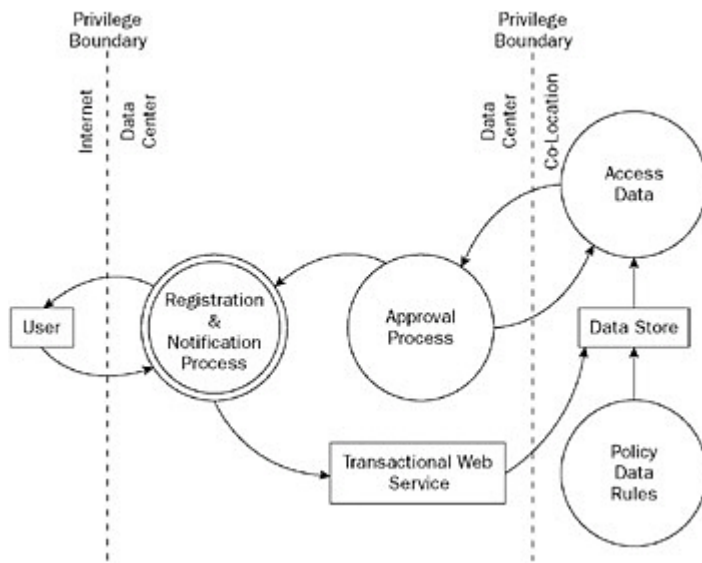 Privilege
Boundary
Privilege
Boundary
Internet
Data
Center
Data
Center
Co-Location
Access
Data
User
Registration
&
Notification
Process
Approval
Process
Data Store
Transactional Web
Service
Policy
Data
Rules